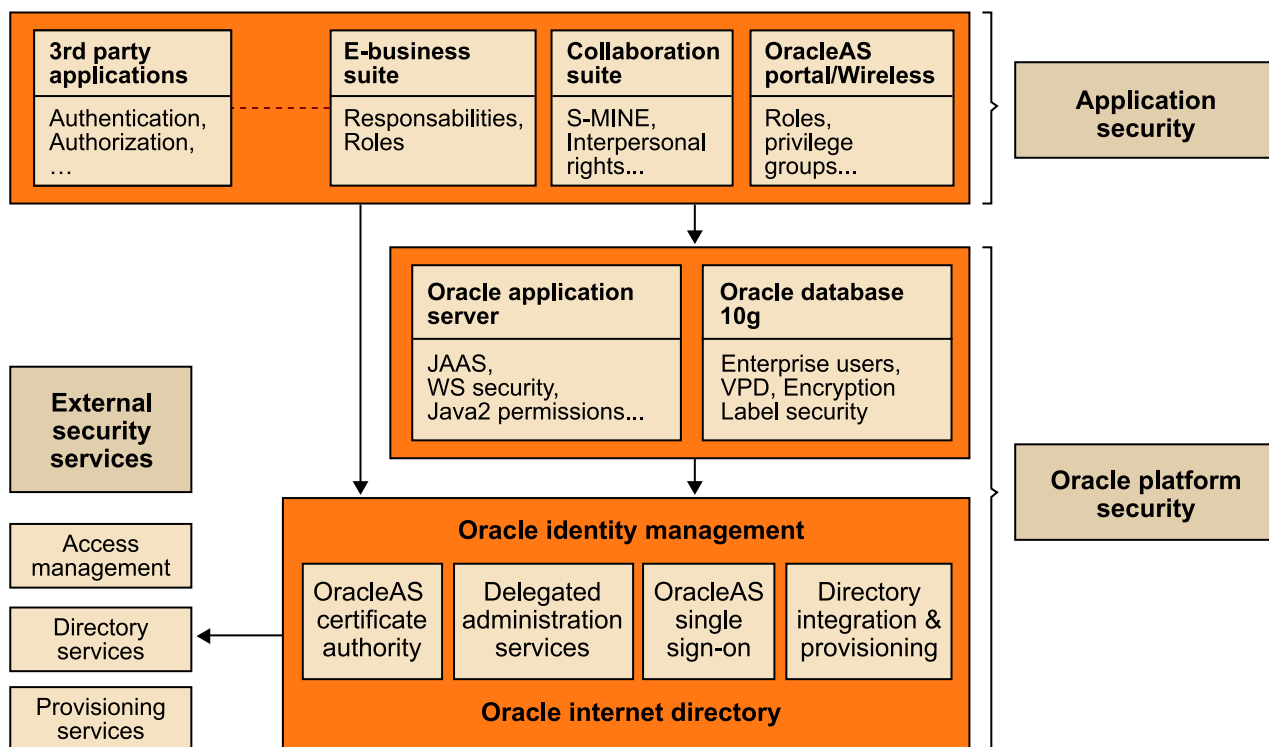 3rd party
applications
Authentication,
Authorization,
…
E-business
suite
Responsabilities,
Roles
Collaboration
suite
S-MINE,
Interpersonal
rights...
OracleAS
portal/Wireless
Roles,
privilege
groups...
Application
security
Oracle application
server
JAAS,
WS security,
Java2 permissions...
Oracle database
10g
Enterprise users,
VPD, Encryption
Label security
Oracle platform
security
External
security
services
Access
management
Directory
services
Provisioning
services
Oracle identity management
OracleAS
certificate
authority
Delegated
administration
services
OracleAS
single
sign-on
Directory
integration &
provisioning
Oracle internet directory